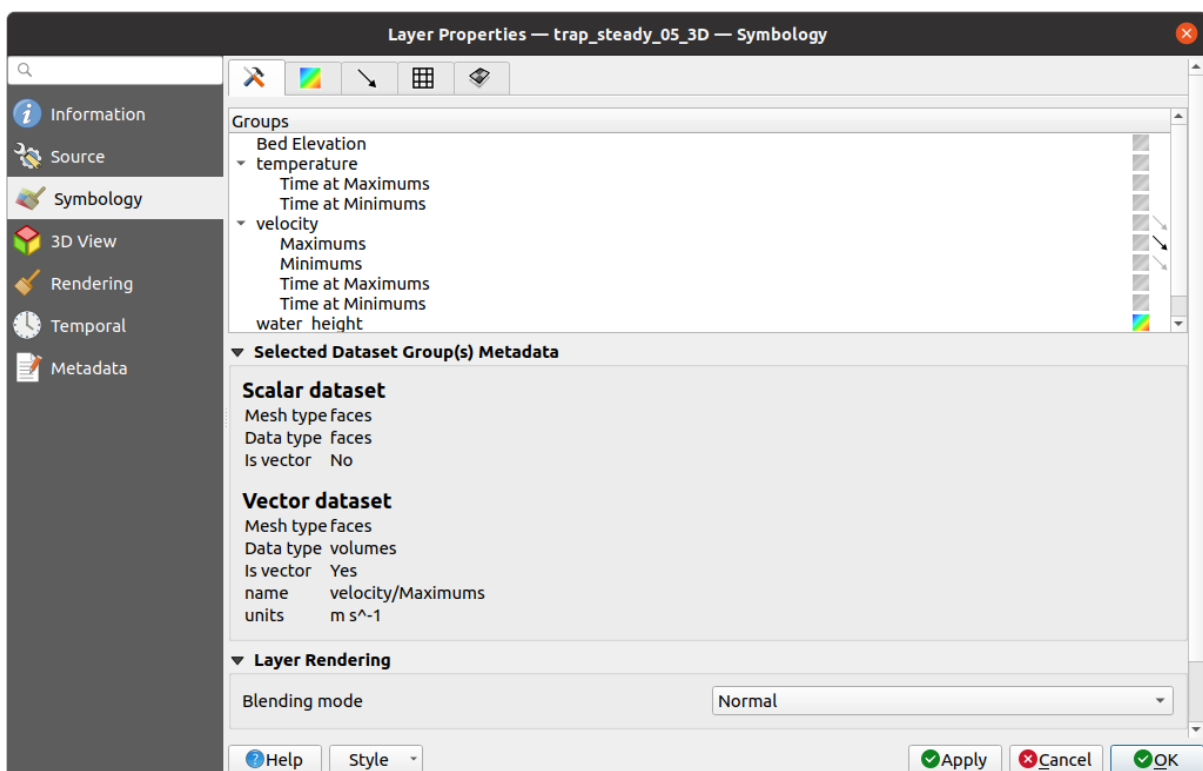 Layer Properties — trap_steady_05_3D — Symbology
Information
Source
Symbology
3D View
Rendering
Temporal
Metadata
Groups
Bed Elevation
temperature
Time at Maximums
Time at Minimums
velocity
Maximums
Minimums
Time at Maximums
Time at Minimums
water_height
Selected Dataset Group(s) Metadata
Scalar dataset
Mesh type faces
Data type faces
Is vector No
Vector dataset
Mesh type faces
Data type volumes
Is vector Yes
name velocity/Maximums
units m s^-1
Layer Rendering
Blending mode Normal
Help Style Apply Cancel OK